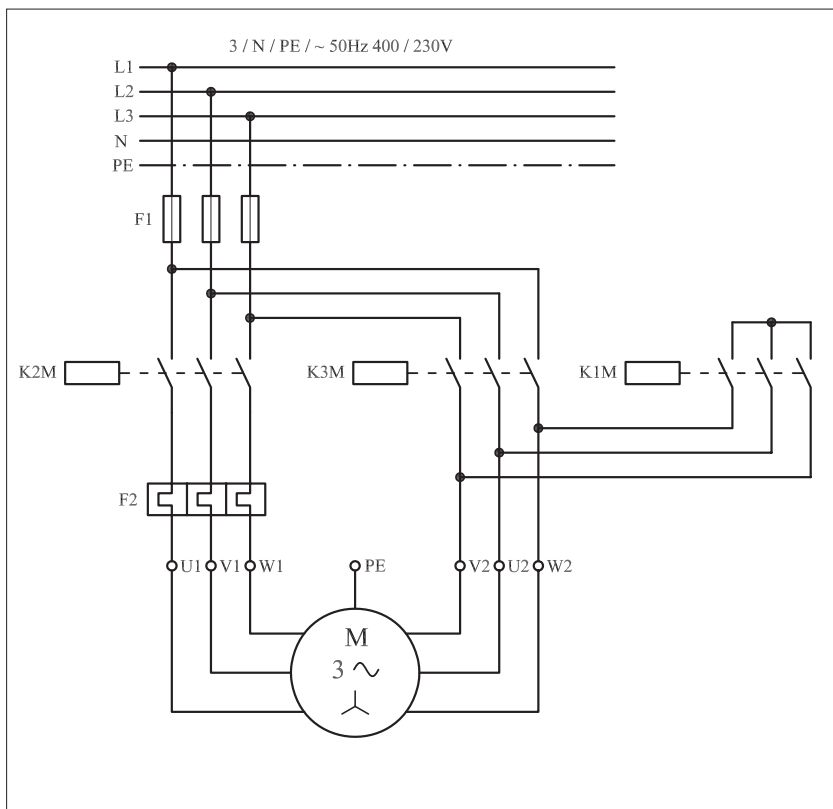 3 / N / PE / ~ 50Hz 400 / 230V
L1
L2
L3
N
PE
F1
K2M
K3M
K1M
F2
U1 V1 W1 PE V2 U2 W2
M
3